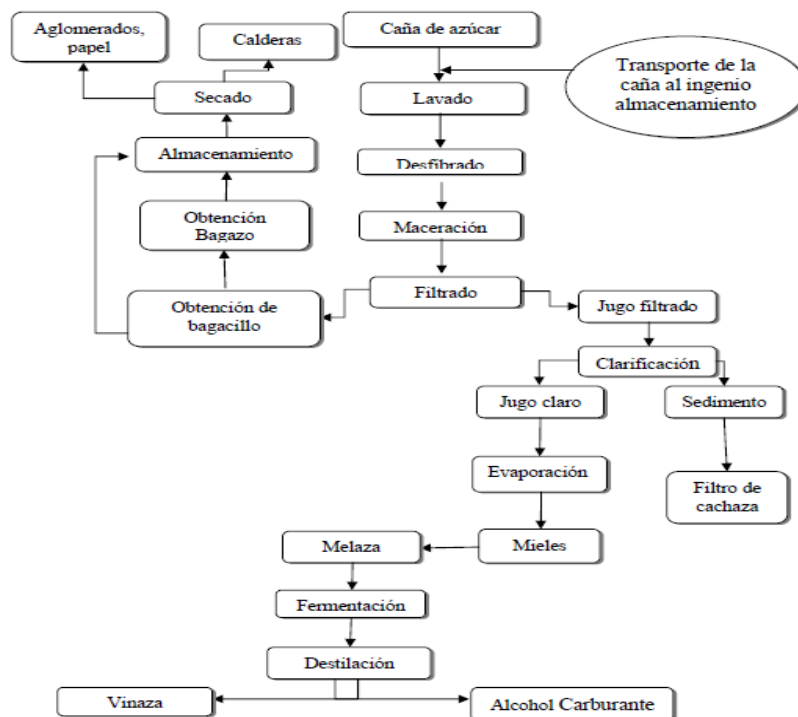 Aglomerados,
papel
Calderas
Caña de azúcar
Transporte de la
caña al ingenio
almacenamiento
Secado
Lavado
Almacenamiento
Desfibrado
Obtención
Bagazo
Maceración
Filtrado
Obtención de
bagacillo
Jugo filtrado
Clarificación
Jugo claro
Sedimento
Evaporación
Filtro de
cachaza
Melaza
Mieles
Fermentación
Destilación
Vinaza
Alcohol Carburante